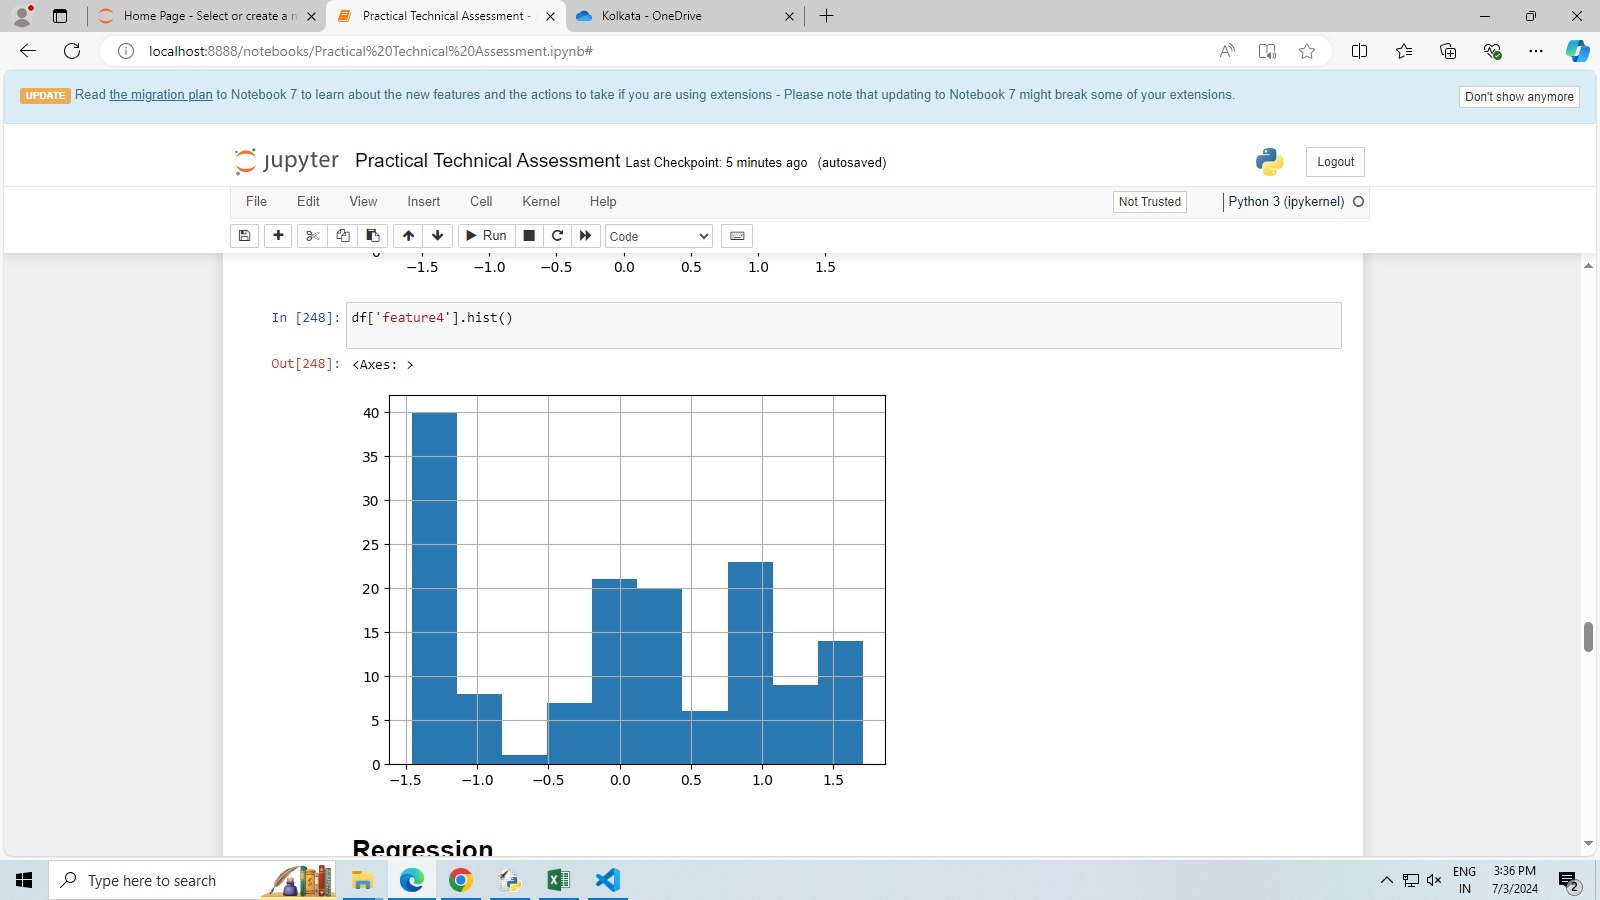 Home Page - Select or create a n
Practical Technical Assessment -
Kolkata - OneDrive
localhost:8888/notebooks/Practical%20Technical%20Assessment.ipynb#
UPDATE Read the migration plan to Notebook 7 to learn about the new features and the actions to take if you are using extensions - Please note that updating to Notebook 7 might break some of your extensions.
Don't show anymore
jupyter Practical Technical Assessment Last Checkpoint: 5 minutes ago (autosaved)
Logout
File Edit View Insert Cell Kernel Help
Not Trusted
Python 3 (ipykernel)
Run
Code
0
−1.5 −1.0 −0.5 0.0 0.5 1.0 1.5
In [248]: df['feature4'].hist()
Out[248]: <Axes: >
40
35
30
25
20
15
10
5
0
−1.5 −1.0 −0.5 0.0 0.5 1.0 1.5
Regression
Type here to search
ENG
IN
3:36 PM
7/3/2024
2